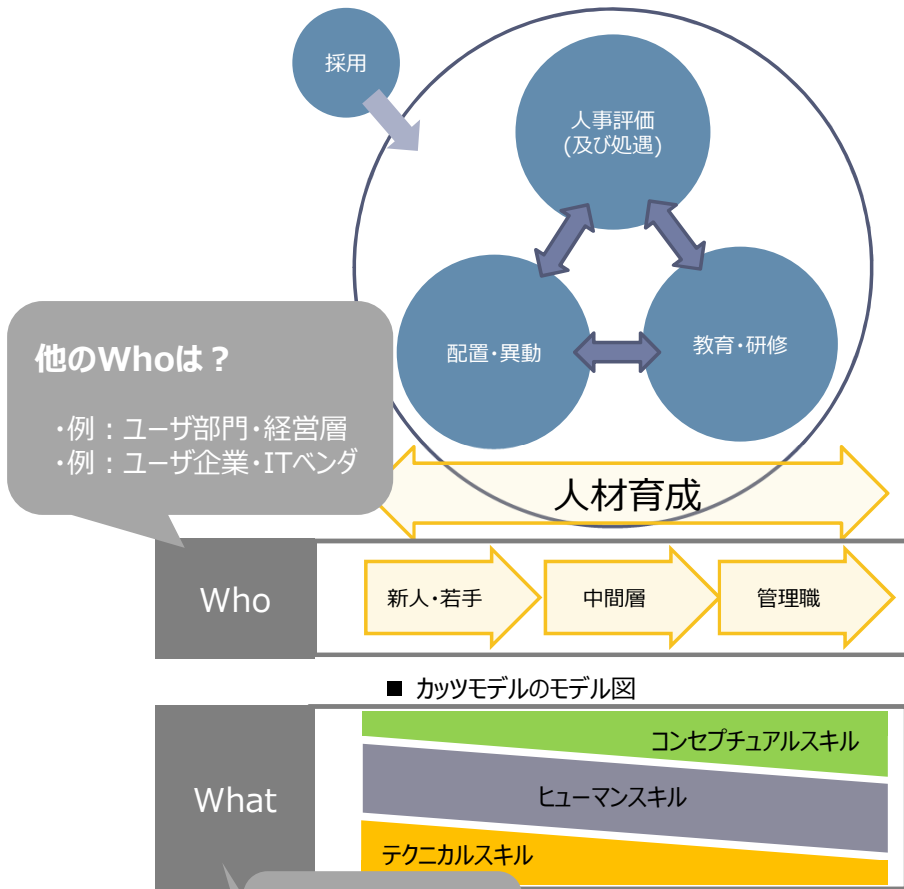 採用
人事評価
(及び処遇)
配置・異動
教育・研修
他のWhoは？
・例：ユーザ部門・経営層
・例：ユーザ企業・ITベンダ
人材育成
Who
新人・若手
中間層
管理職
■ カッツモデルのモデル図
What
コンセプチュアルスキル
ヒューマンスキル
テクニカルスキル